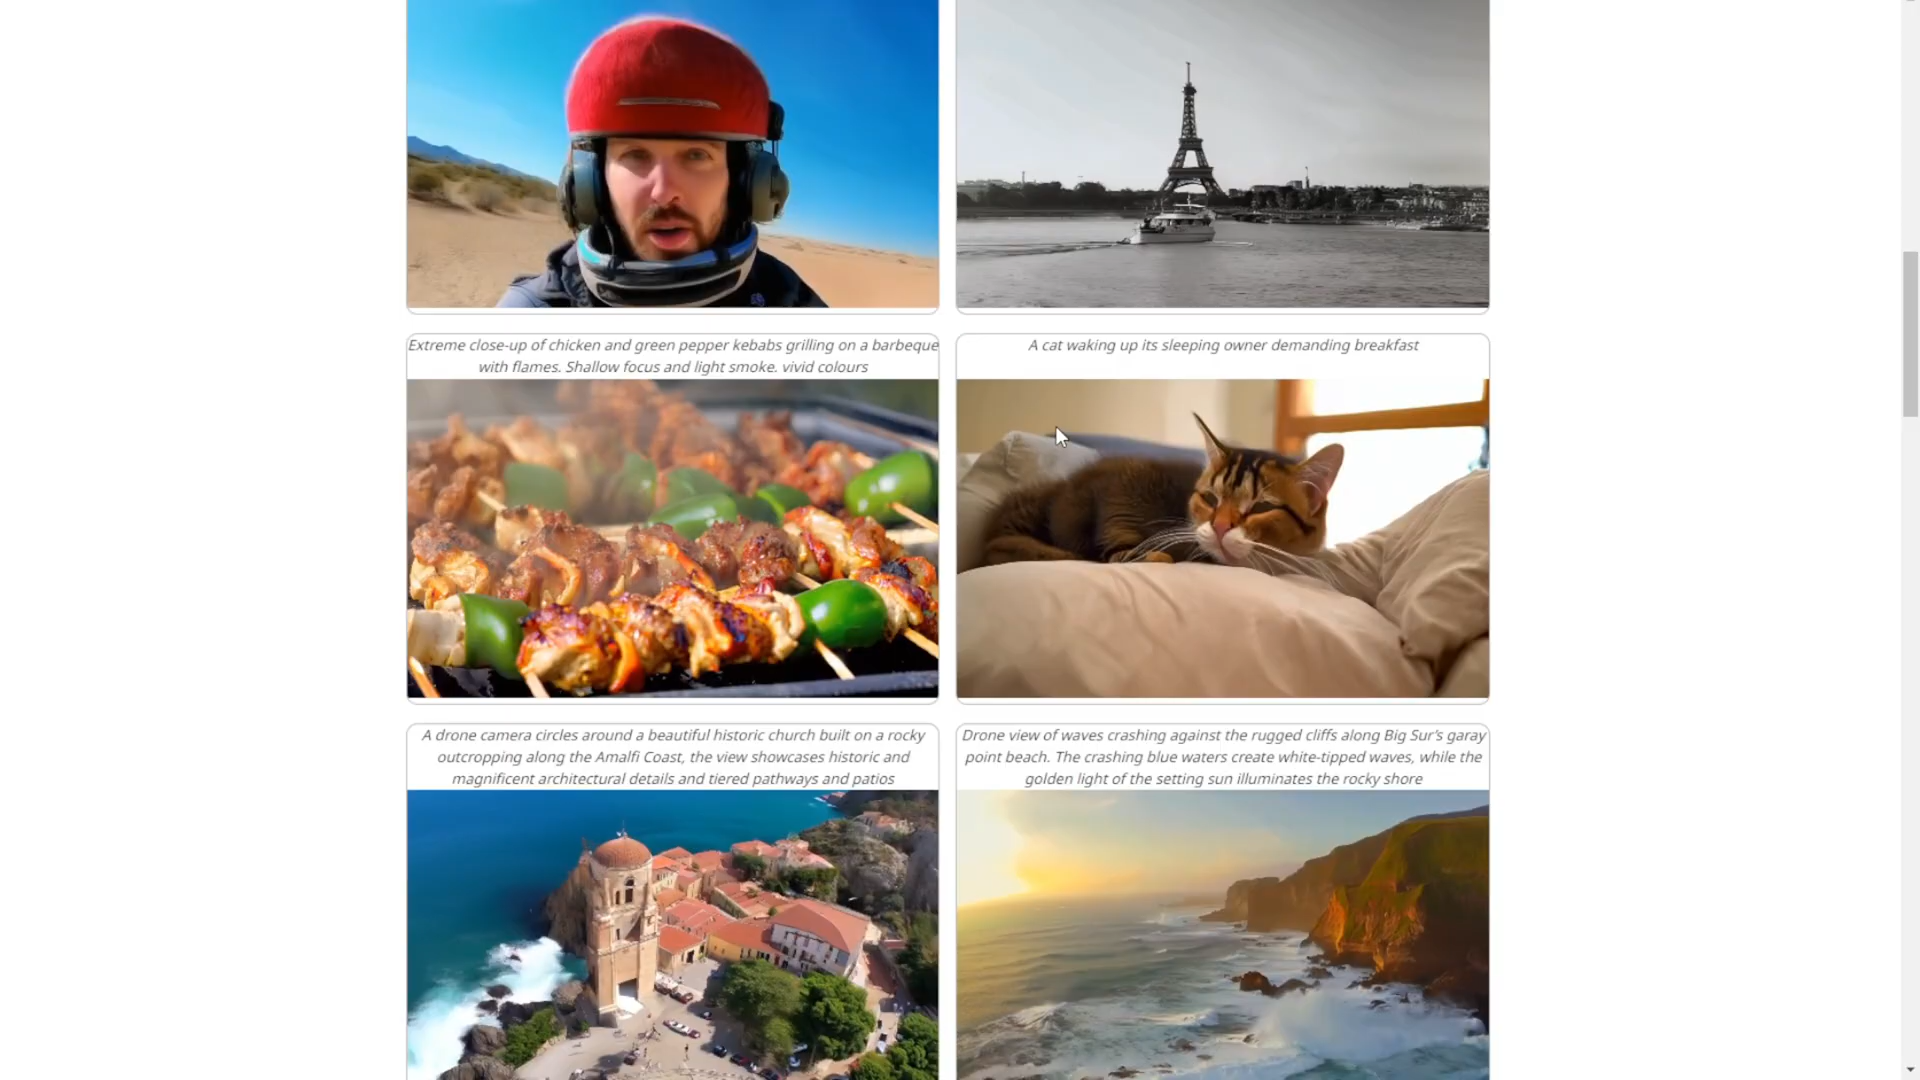 Extreme close-up of chicken and green pepper kebabs grilling on a barbeque
with flames. Shallow focus and light smoke. vivid colours
A cat waking up its sleeping owner demanding breakfast
A drone camera circles around a beautiful historic church built on a rocky
outcropping along the Amalfi Coast, the view showcases historic and
magnificent architectural details and tiered pathways and patios
Drone view of waves crashing against the rugged cliffs along Big Sur's garay
point beach. The crashing blue waters create white-tipped waves, while the
golden light of the setting sun illuminates the rocky shore